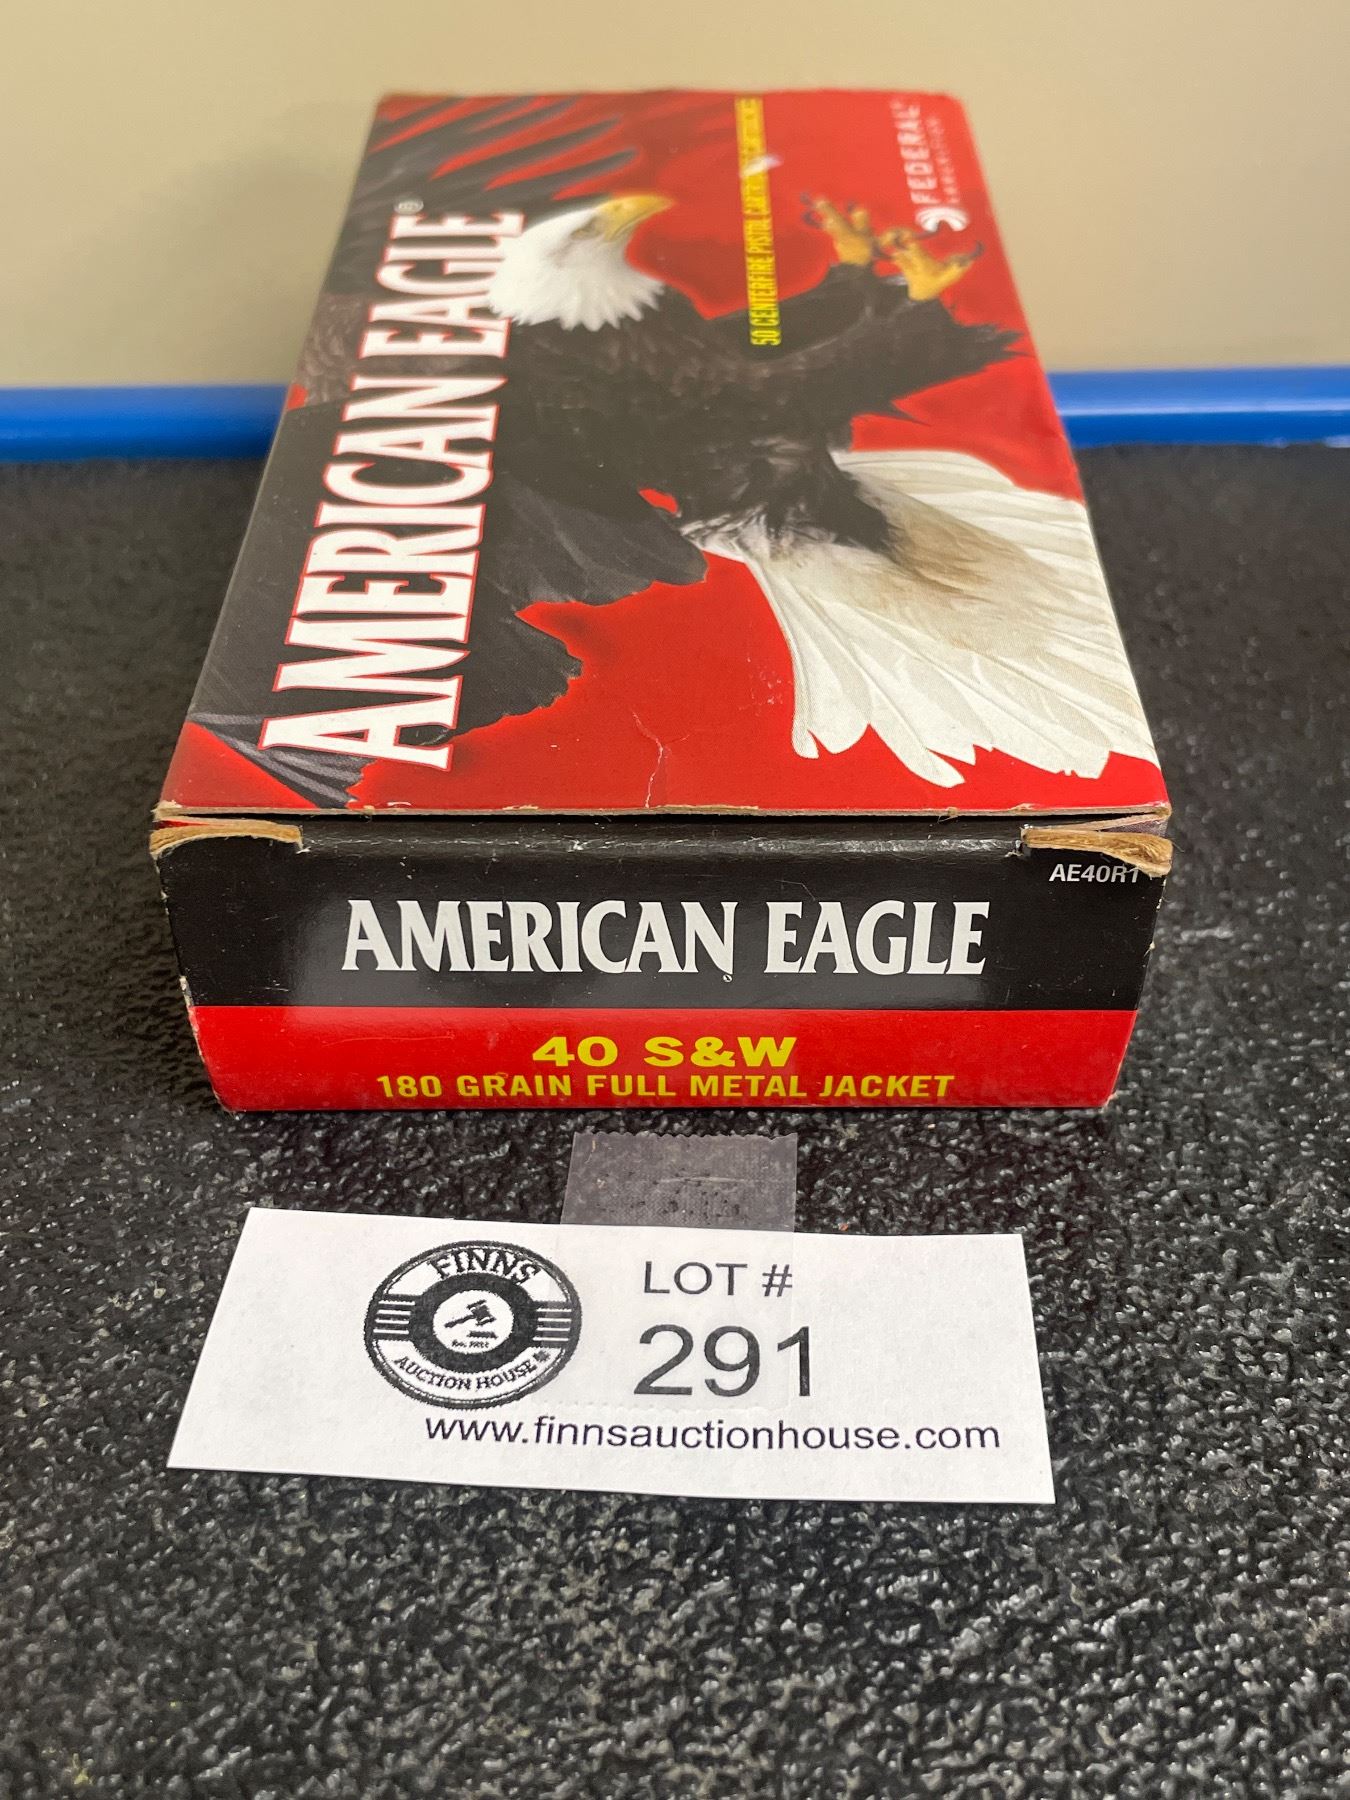 AMERICAN EAGLE®
50 CENTERFIRE PISTOL CARTRIDGES
FEDERAL
AMMUNITION
AE40R1
AMERICAN EAGLE
40 S&W
180 GRAIN FULL METAL JACKET
FINNS
AUCTION HOUSE
LOT #
291
www.finnsauctionhouse.com